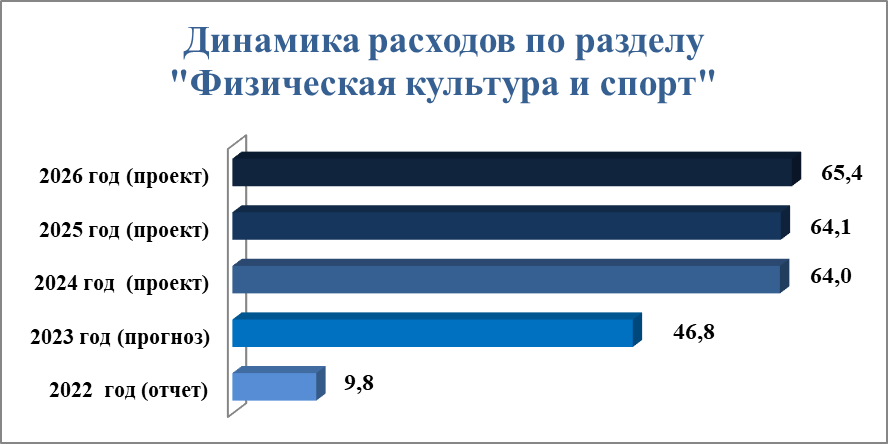 Динамика расходов по разделу
"Физическая культура и спорт"
2026 год (проект) 65,4
2025 год (проект) 64,1
2024 год  (проект) 64,0
2023 год (прогноз) 46,8
2022  год (отчет) 9,8